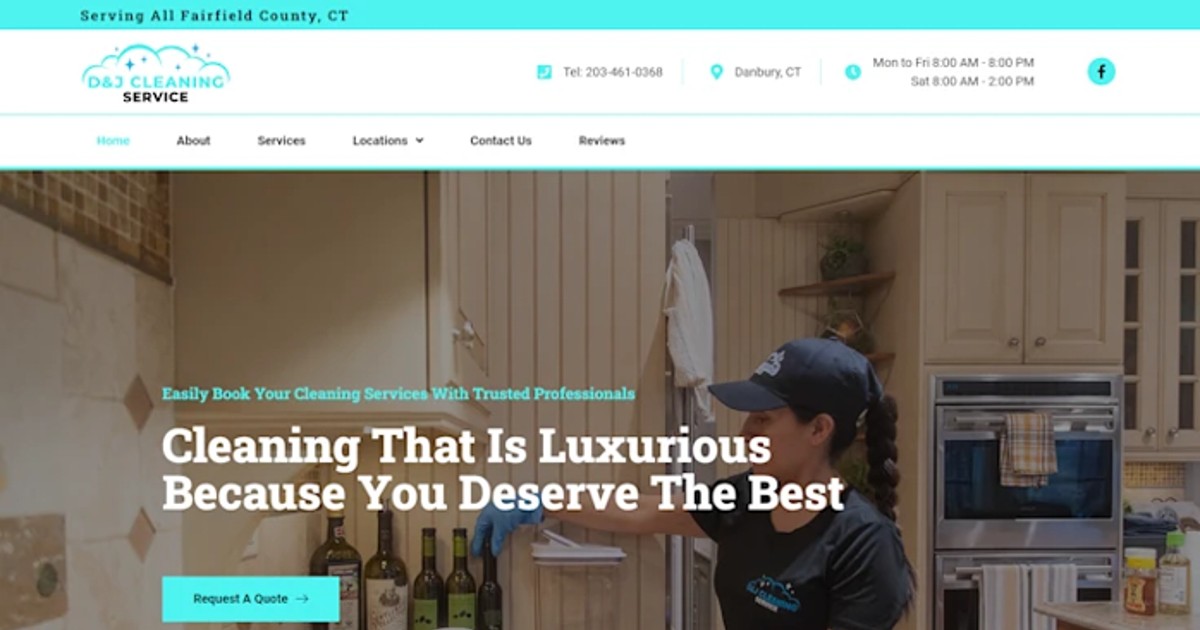 Serving All Fairfield County, CT
D&J CLEANING
SERVICE
Tel: 203-461-0368
Danbury, CT
Mon to Fri 8:00 AM - 8:00 PM
Sat 8:00 AM - 2:00 PM
Home About Services Locations Contact Us Reviews
Easily Book Your Cleaning Services With Trusted Professionals
Cleaning That Is Luxurious
Because You Deserve The Best
D&J CLEANING
SERVICE
Request A Quote →